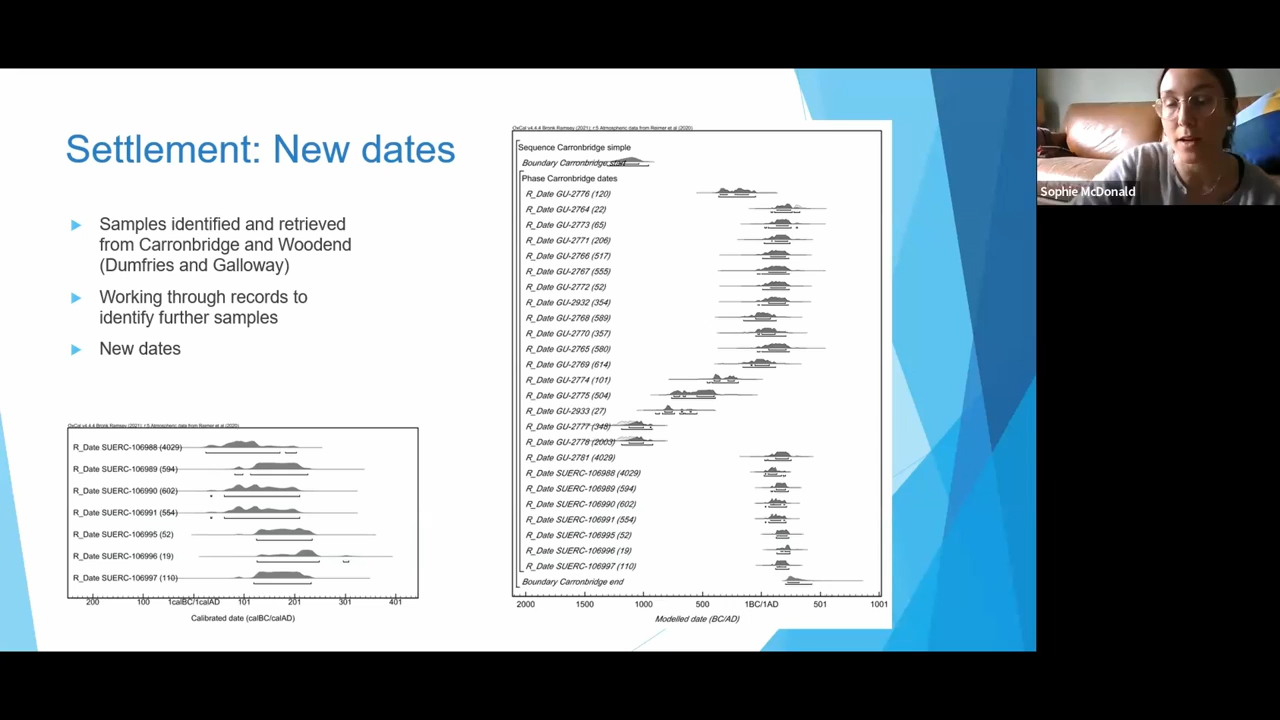 Settlement: New dates
Samples identified and retrieved
from Carronbridge and Woodend
(Dumfries and Galloway)
Working through records to
identify further samples
New dates
OxCal v4.4.4 Bronk Ramsey (2021); r:5 Atmospheric data from Reimer et al (2020)
R_Date SUERC-106988 (4029)
R_Date SUERC-106989 (594)
R_Date SUERC-106990 (602)
R_Date SUERC-106991 (554)
R_Date SUERC-106995 (52)
R_Date SUERC-106996 (19)
R_Date SUERC-106997 (110)
200 100 1calBC/1calAD 101 201 301 401
Calibrated date (calBC/calAD)
OxCal v4.4.4 Bronk Ramsey (2021); r:5 Atmospheric data from Reimer et al (2020)
Sequence Carronbridge simple
Boundary Carronbridge start
Phase Carronbridge dates
R_Date GU-2776 (120)
R_Date GU-2764 (22)
R_Date GU-2773 (65)
R_Date GU-2771 (206)
R_Date GU-2766 (517)
R_Date GU-2767 (555)
R_Date GU-2772 (52)
R_Date GU-2932 (354)
R_Date GU-2768 (589)
R_Date GU-2770 (357)
R_Date GU-2765 (580)
R_Date GU-2769 (614)
R_Date GU-2774 (101)
R_Date GU-2775 (504)
R_Date GU-2933 (27)
R_Date GU-2777 (348)
R_Date GU-2778 (2003)
R_Date GU-2781 (4029)
R_Date SUERC-106988 (4029)
R_Date SUERC-106989 (594)
R_Date SUERC-106990 (602)
R_Date SUERC-106991 (554)
R_Date SUERC-106995 (52)
R_Date SUERC-106996 (19)
R_Date SUERC-106997 (110)
Boundary Carronbridge end
2000 1500 1000 500 1BC/1AD 501 1001
Modelled date (BC/AD)
Sophie McDonald